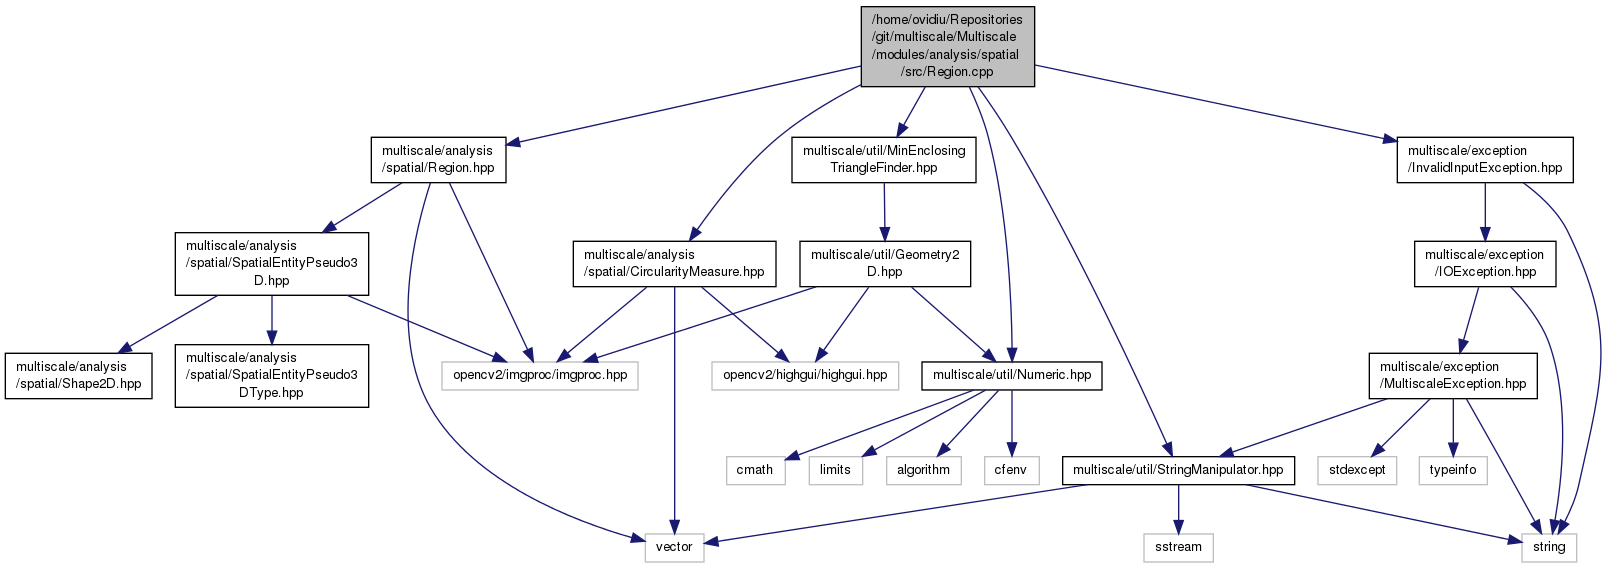 /home/ovidiu/Repositories
/git/multiscale/Multiscale
/modules/analysis/spatial
/src/Region.cpp
multiscale/analysis
/spatial/Region.hpp
multiscale/util/MinEnclosing
TriangleFinder.hpp
multiscale/exception
/InvalidInputException.hpp
multiscale/analysis
/spatial/SpatialEntityPseudo3
D.hpp
multiscale/analysis
/spatial/CircularityMeasure.hpp
multiscale/util/Geometry2
D.hpp
multiscale/exception
/IOException.hpp
multiscale/analysis
/spatial/Shape2D.hpp
multiscale/analysis
/spatial/SpatialEntityPseudo3
DType.hpp
opencv2/imgproc/imgproc.hpp
opencv2/highgui/highgui.hpp
multiscale/util/Numeric.hpp
multiscale/exception
/MultiscaleException.hpp
cmath
limits
algorithm
cfenv
multiscale/util/StringManipulator.hpp
stdexcept
typeinfo
vector
sstream
string